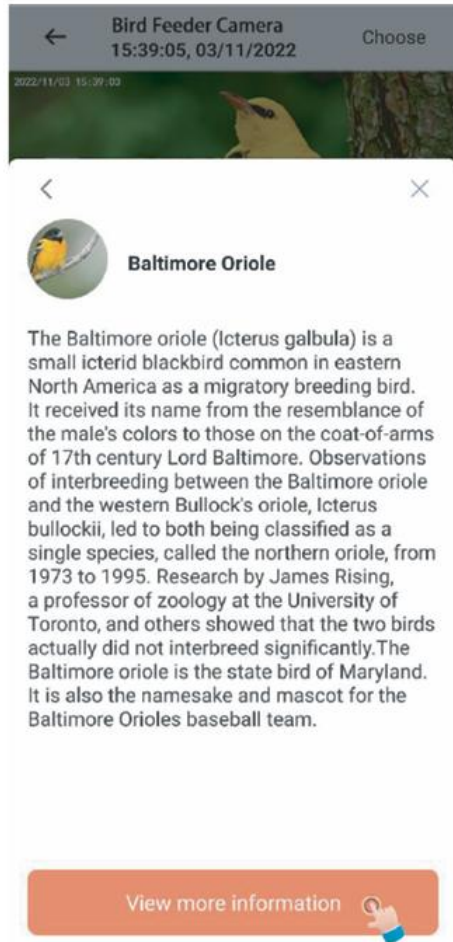 Bird Feeder Camera
15:39:05, 03/11/2022
Choose
2022/11/03 15:39:03
Baltimore Oriole
The Baltimore oriole (Icterus galbula) is a
small icterid blackbird common in eastern
North America as a migratory breeding bird.
It received its name from the resemblance of
the male's colors to those on the coat-of-arms
of 17th century Lord Baltimore. Observations
of interbreeding between the Baltimore oriole
and the western Bullock's oriole, Icterus
bullockii, led to both being classified as a
single species, called the northern oriole, from
1973 to 1995. Research by James Rising,
a professor of zoology at the University of
Toronto, and others showed that the two birds
actually did not interbreed significantly.The
Baltimore oriole is the state bird of Maryland.
It is also the namesake and mascot for the
Baltimore Orioles baseball team.
View more information